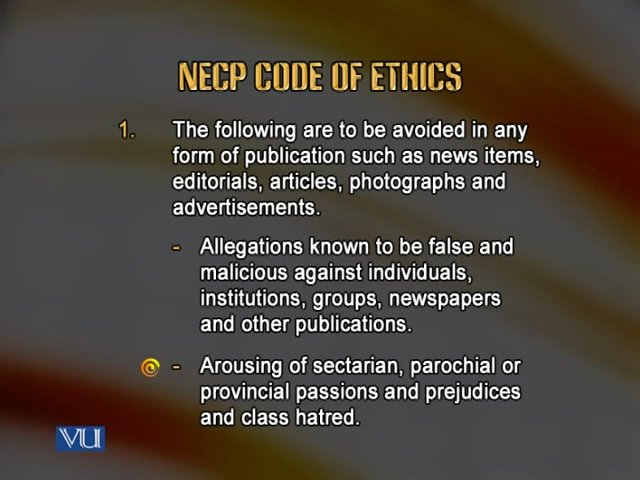 NECP CODE OF ETHICS
1. The following are to be avoided in any
form of publication such as news items,
editorials, articles, photographs and
advertisements.
- Allegations known to be false and
malicious against individuals,
institutions, groups, newspapers
and other publications.
- Arousing of sectarian, parochial or
provincial passions and prejudices
and class hatred.
VU